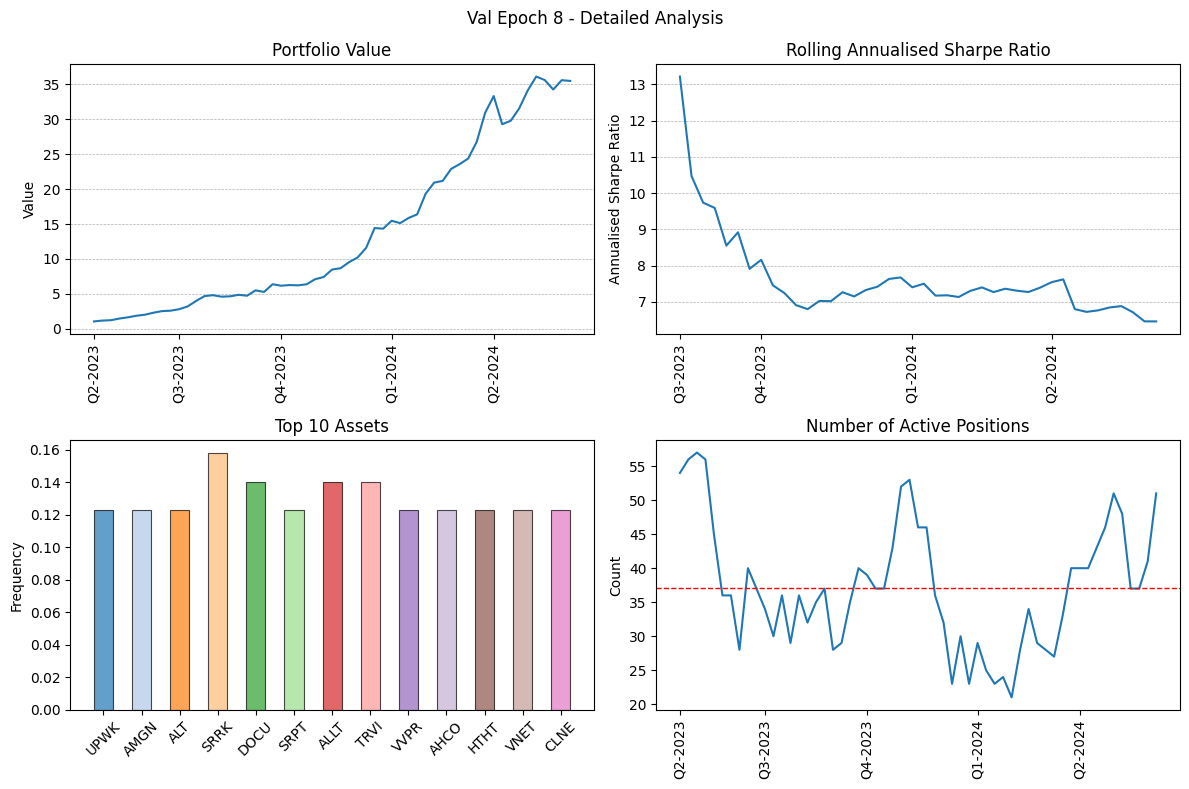 Val Epoch 8 - Detailed Analysis
Portfolio Value
Value
35
30
25
20
15
10
5
0
Q2-2023
Q3-2023
Q4-2023
Q1-2024
Q2-2024
Rolling Annualised Sharpe Ratio
Annualised Sharpe Ratio
13
12
11
10
9
8
7
Q3-2023
Q4-2023
Q1-2024
Q2-2024
Top 10 Assets
Frequency
0.16
0.14
0.12
0.10
0.08
0.06
0.04
0.02
0.00
UPWK
AMGN
ALT
SRRK
DOCU
SRPT
ALLT
TRVI
VVPR
AHCO
HTHT
VNET
CLNE
Number of Active Positions
Count
55
50
45
40
35
30
25
20
Q2-2023
Q3-2023
Q4-2023
Q1-2024
Q2-2024